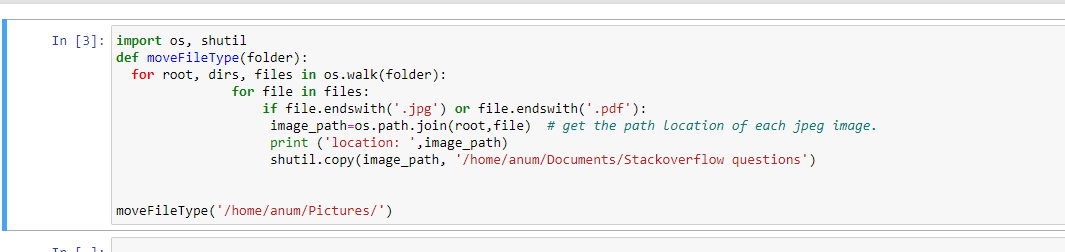 In [3]: import os, shutil
def moveFileType(folder):
  for root, dirs, files in os.walk(folder):
               for file in files:
                   if file.endswith('.jpg') or file.endswith('.pdf'):
                    image_path=os.path.join(root,file)  # get the path location of each jpeg image.
                    print ('location: ',image_path)
                    shutil.copy(image_path, '/home/anum/Documents/Stackoverflow questions')
moveFileType('/home/anum/Pictures/')